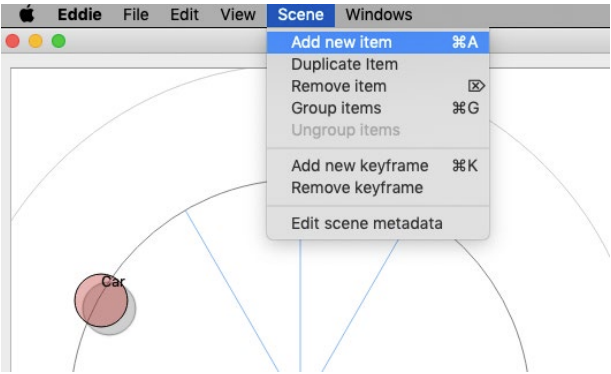 Eddie File Edit View Scene Windows
Add new item ⌘A
Duplicate Item
Remove item ⌦
Group items ⌘G
Ungroup items
Add new keyframe ⌘K
Remove keyframe
Edit scene metadata
Car